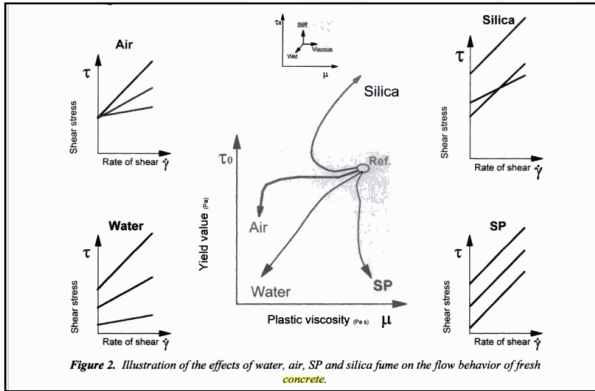 Air
τ
Shear stress
Rate of shear γ̇
τ₀
Stiff
Viscous
Wet
μ
Silica
τ
Shear stress
Rate of shear γ̇
Silica
τ₀
Ref.
Yield value (Pa)
Air
Water
SP
Plastic viscosity (Pa s) μ
Water
τ
Shear stress
Rate of shear γ̇
SP
τ
Shear stress
Rate of shear γ̇
Figure 2. Illustration of the effects of water, air, SP and silica fume on the flow behavior of fresh
concrete.